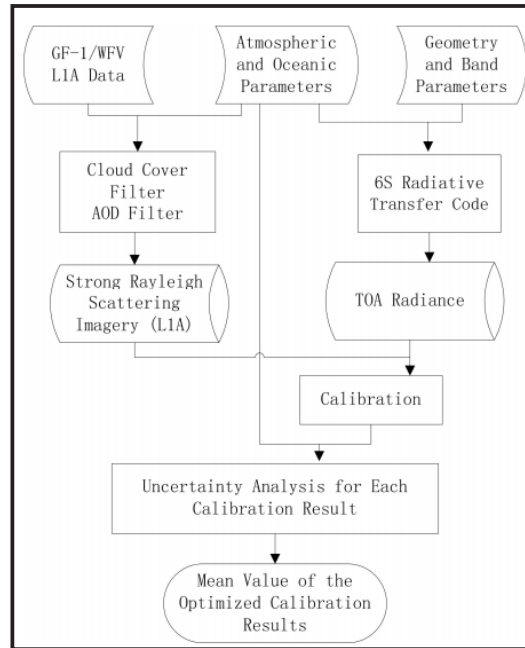 GF-1/WFV
L1A Data
Atmospheric
and Oceanic
Parameters
Geometry
and Band
Parameters
Cloud Cover
Filter
AOD Filter
6S Radiative
Transfer Code
Strong Rayleigh
Scattering
Imagery (L1A)
TOA Radiance
Calibration
Uncertainty Analysis for Each
Calibration Result
Mean Value of the
Optimized Calibration
Results